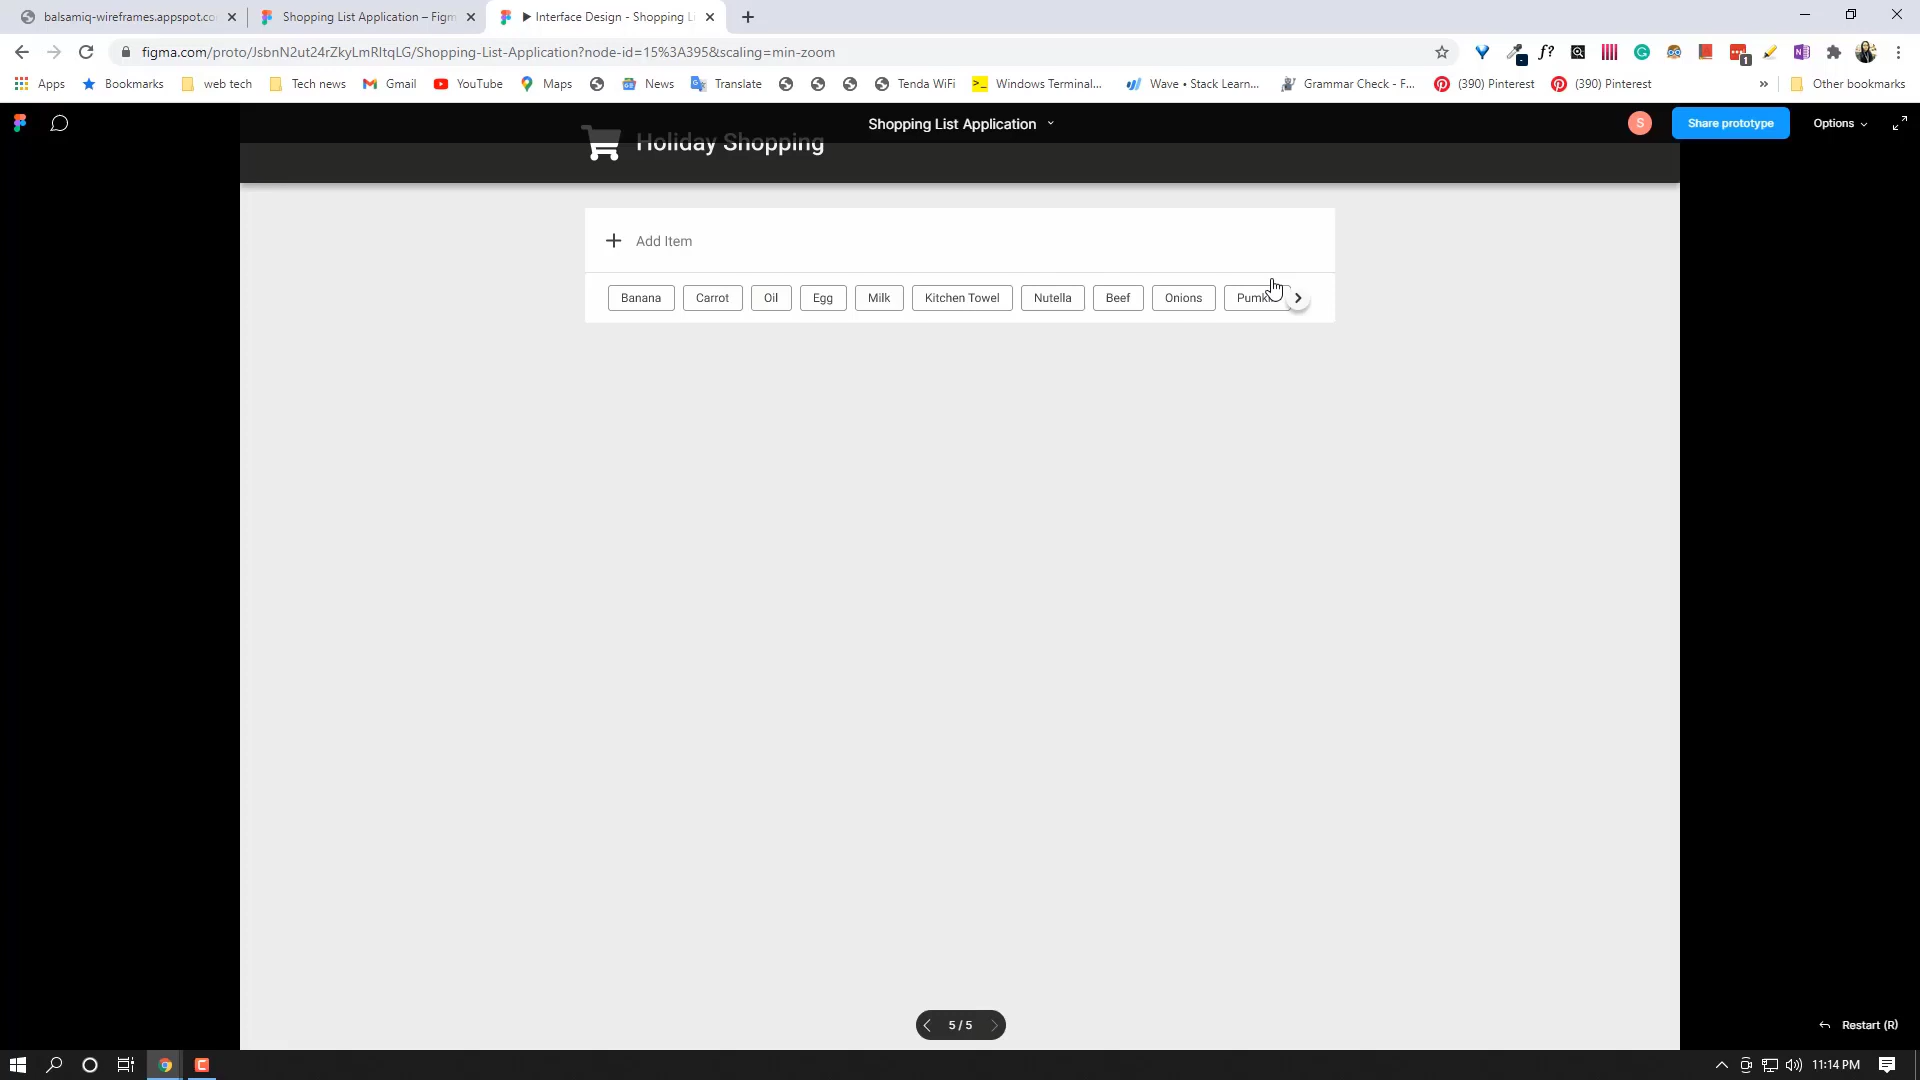 balsamiq-wireframes.appspot.co
Shopping List Application – Figm
Interface Design - Shopping Li
figma.com/proto/JsbnN2ut24rZkyLmRltqLG/Shopping-List-Application?node-id=15%3A395&scaling=min-zoom
f?
1
Apps
Bookmarks
web tech
Tech news
Gmail
YouTube
Maps
News
Translate
Tenda WiFi
Windows Terminal...
Wave • Stack Learn...
Grammar Check - F...
(390) Pinterest
(390) Pinterest
»
Other bookmarks
Shopping List Application
S
Share prototype
Options
Holiday Shopping
Add Item
Banana
Carrot
Oil
Egg
Milk
Kitchen Towel
Nutella
Beef
Onions
5 / 5
Restart (R)
11:14 PM